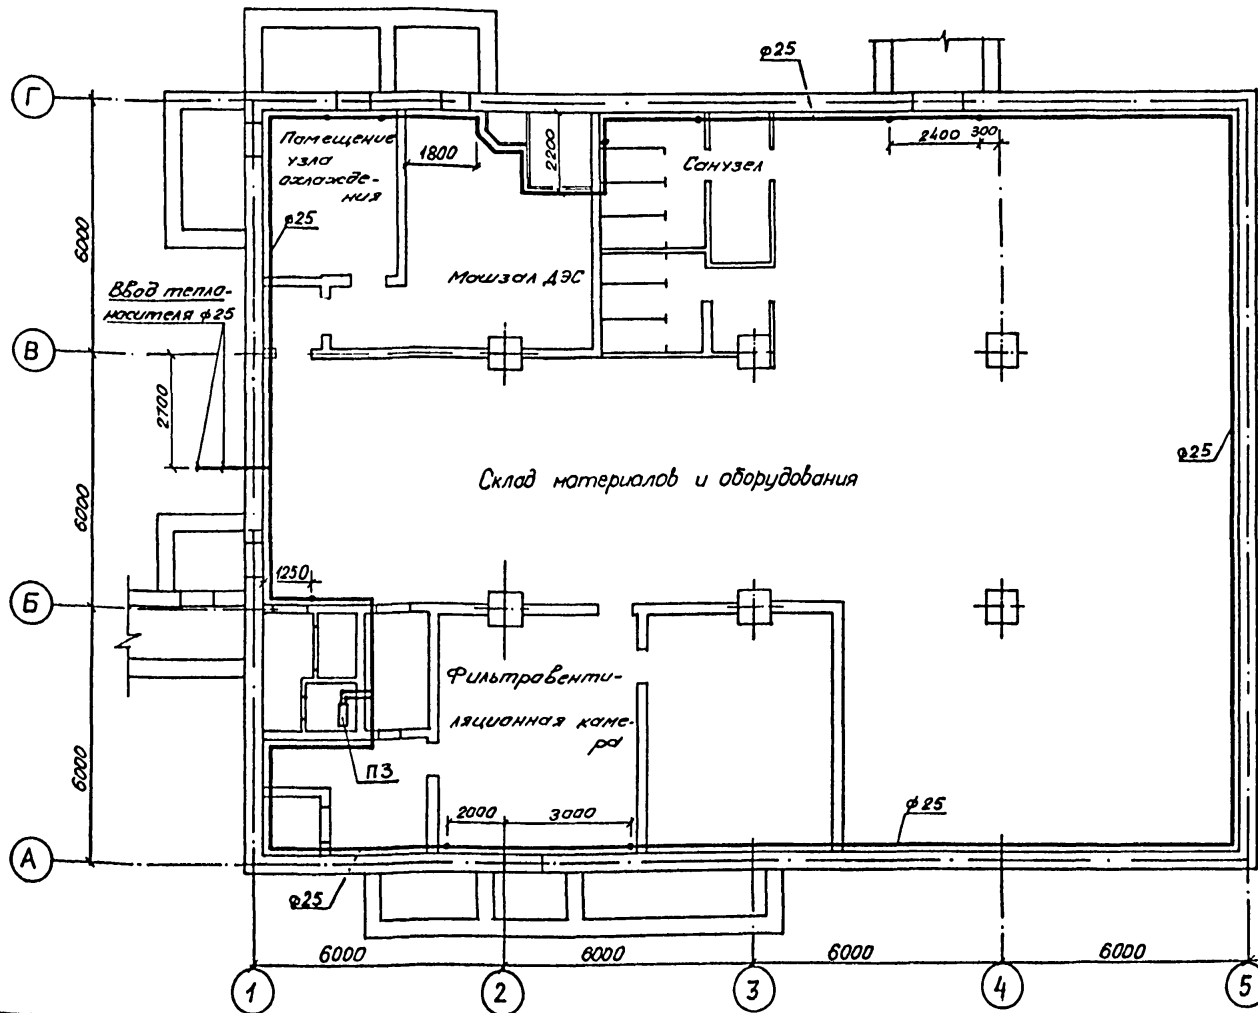 ф25
Г
Помещение
узла
охлажде-
ния
1800
2200
Санузел
2400
300
ф25
6000
Машзал ДЭС
Ввод тепло-
носителя ф25
В
2700
ф25
Склад материалов и оборудования
6000
1250
Б
Фильтровенти-
ляционная каме-
ра
ПЗ
6000
2000
3000
ф25
А
ф25
6000
6000
6000
6000
1
2
3
4
5